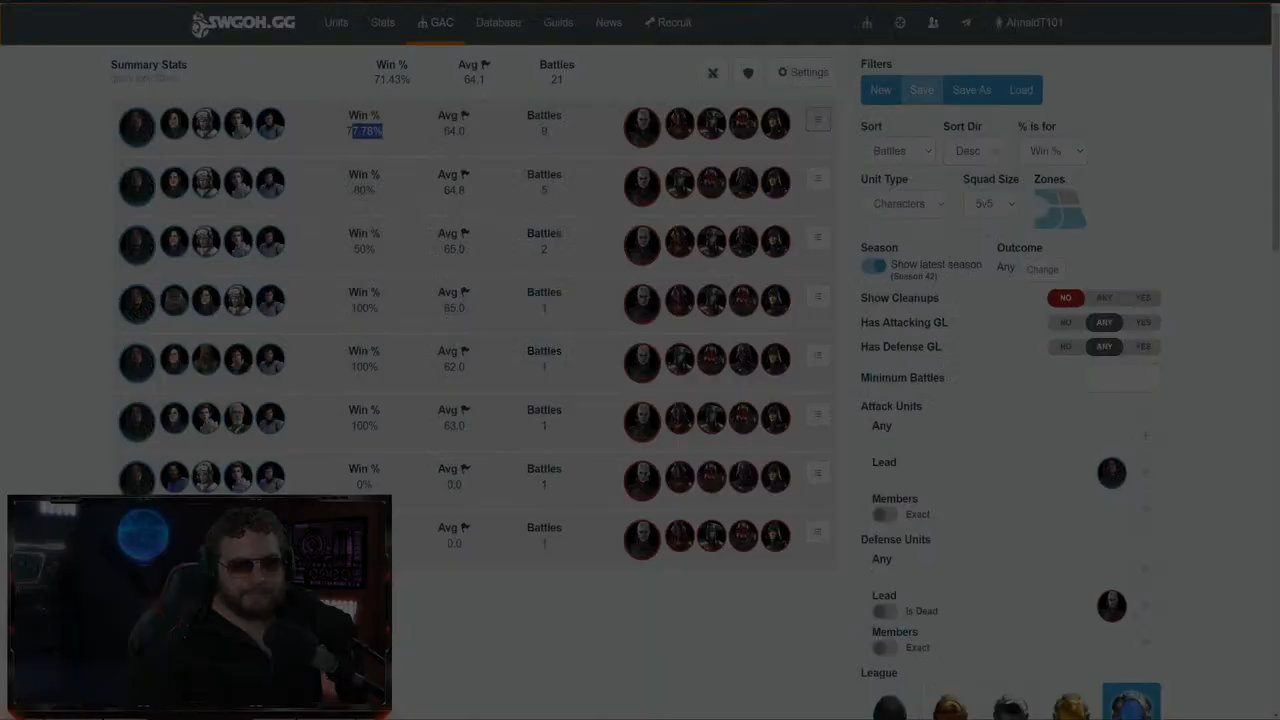 SWGOH.GG Units Stats GAC Database Guilds News Recruit AhnaldT101
Summary Stats
Win % Avg Battles
71.43% 64.1 21
Settings
Win % Avg Battles
77.78% 64.0 9
Win % Avg Battles
80% 64.8 5
Win % Avg Battles
50% 65.0 2
Win % Avg Battles
100% 65.0 1
Win % Avg Battles
100% 62.0 1
Win % Avg Battles
100% 63.0 1
Win % Avg Battles
0% 0.0 1
Avg Battles
0.0 1
Filters
New Save Save As Load
Sort Sort Dir % is for
Battles Desc Win %
Unit Type Squad Size Zones
Characters 5v5
Season Outcome
Show latest season Any Change
(Season 42)
Show Cleanups NO ANY YES
Has Attacking GL NO ANY YES
Has Defense GL NO ANY YES
Minimum Battles
Attack Units
Any
Lead
Members
Exact
Defense Units
Any
Lead
Is Dead
Members
Exact
League